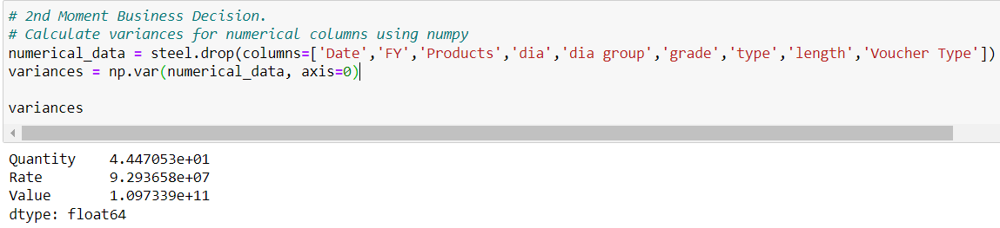 # 2nd Moment Business Decision.
# Calculate variances for numerical columns using numpy
numerical_data = steel.drop(columns=['Date','FY','Products','dia','dia group','grade','type','length','Voucher Type'])
variances = np.var(numerical_data, axis=0)
variances
Quantity    4.447053e+01
Rate        9.293658e+07
Value       1.097339e+11
dtype: float64